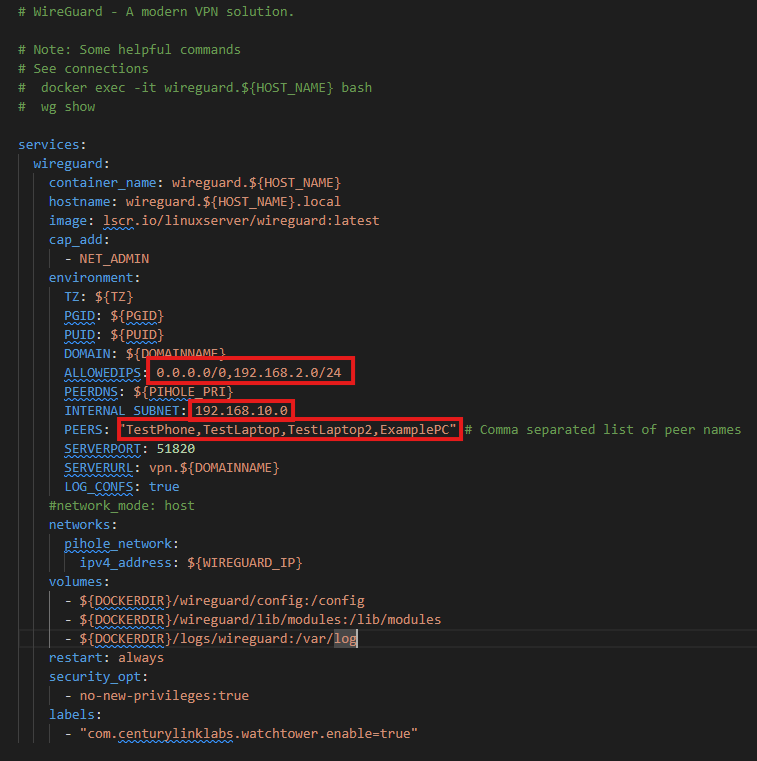 # WireGuard - A modern VPN solution.
# Note: Some helpful commands
# See connections
#  docker exec -it wireguard.${HOST_NAME} bash
#  wg show
services:
  wireguard:
    container_name: wireguard.${HOST_NAME}
    hostname: wireguard.${HOST_NAME}.local
    image: lscr.io/linuxserver/wireguard:latest
    cap_add:
      - NET_ADMIN
    environment:
      TZ: ${TZ}
      PGID: ${PGID}
      PUID: ${PUID}
      DOMAIN: ${DOMAINNAME}
      ALLOWEDIPS: 0.0.0.0/0,192.168.2.0/24
      PEERDNS: ${PIHOLE_PRI}
      INTERNAL_SUBNET: 192.168.10.0
      PEERS: "TestPhone,TestLaptop,TestLaptop2,ExamplePC" # Comma separated list of peer names
      SERVERPORT: 51820
      SERVERURL: vpn.${DOMAINNAME}
      LOG_CONFS: true
    #network_mode: host
    networks:
      pihole_network:
        ipv4_address: ${WIREGUARD_IP}
    volumes:
      - ${DOCKERDIR}/wireguard/config:/config
      - ${DOCKERDIR}/wireguard/lib/modules:/lib/modules
      - ${DOCKERDIR}/logs/wireguard:/var/log
    restart: always
    security_opt:
      - no-new-privileges:true
    labels:
      - "com.centurylinklabs.watchtower.enable=true"